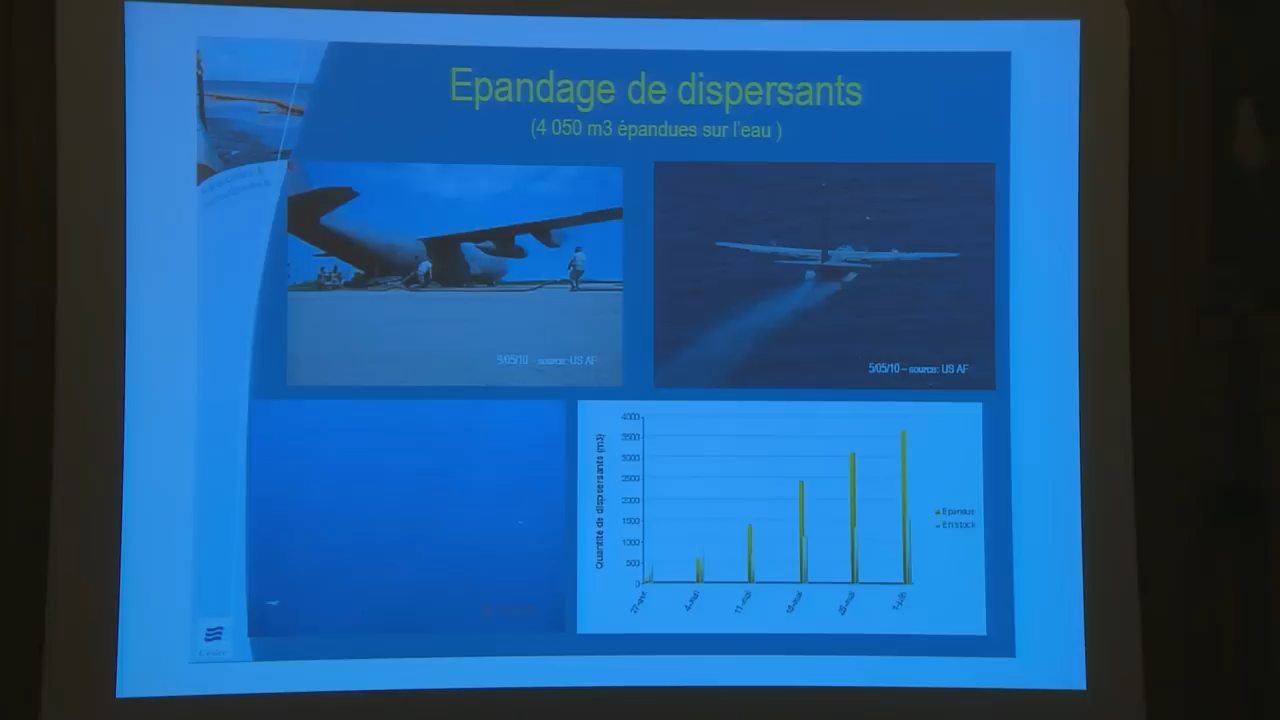 Epandage de dispersants
(4 050 m3 épandues sur l'eau )
5/05/10 – source: US AF
5/05/10 – source: US AF
Quantité de dispersants (m3)
4000
3500
3000
2500
2000
1500
1000
500
0
27-avr.
4-mai
11-mai
18-mai
25-mai
1-juin
Epandus
En stock
Cedre